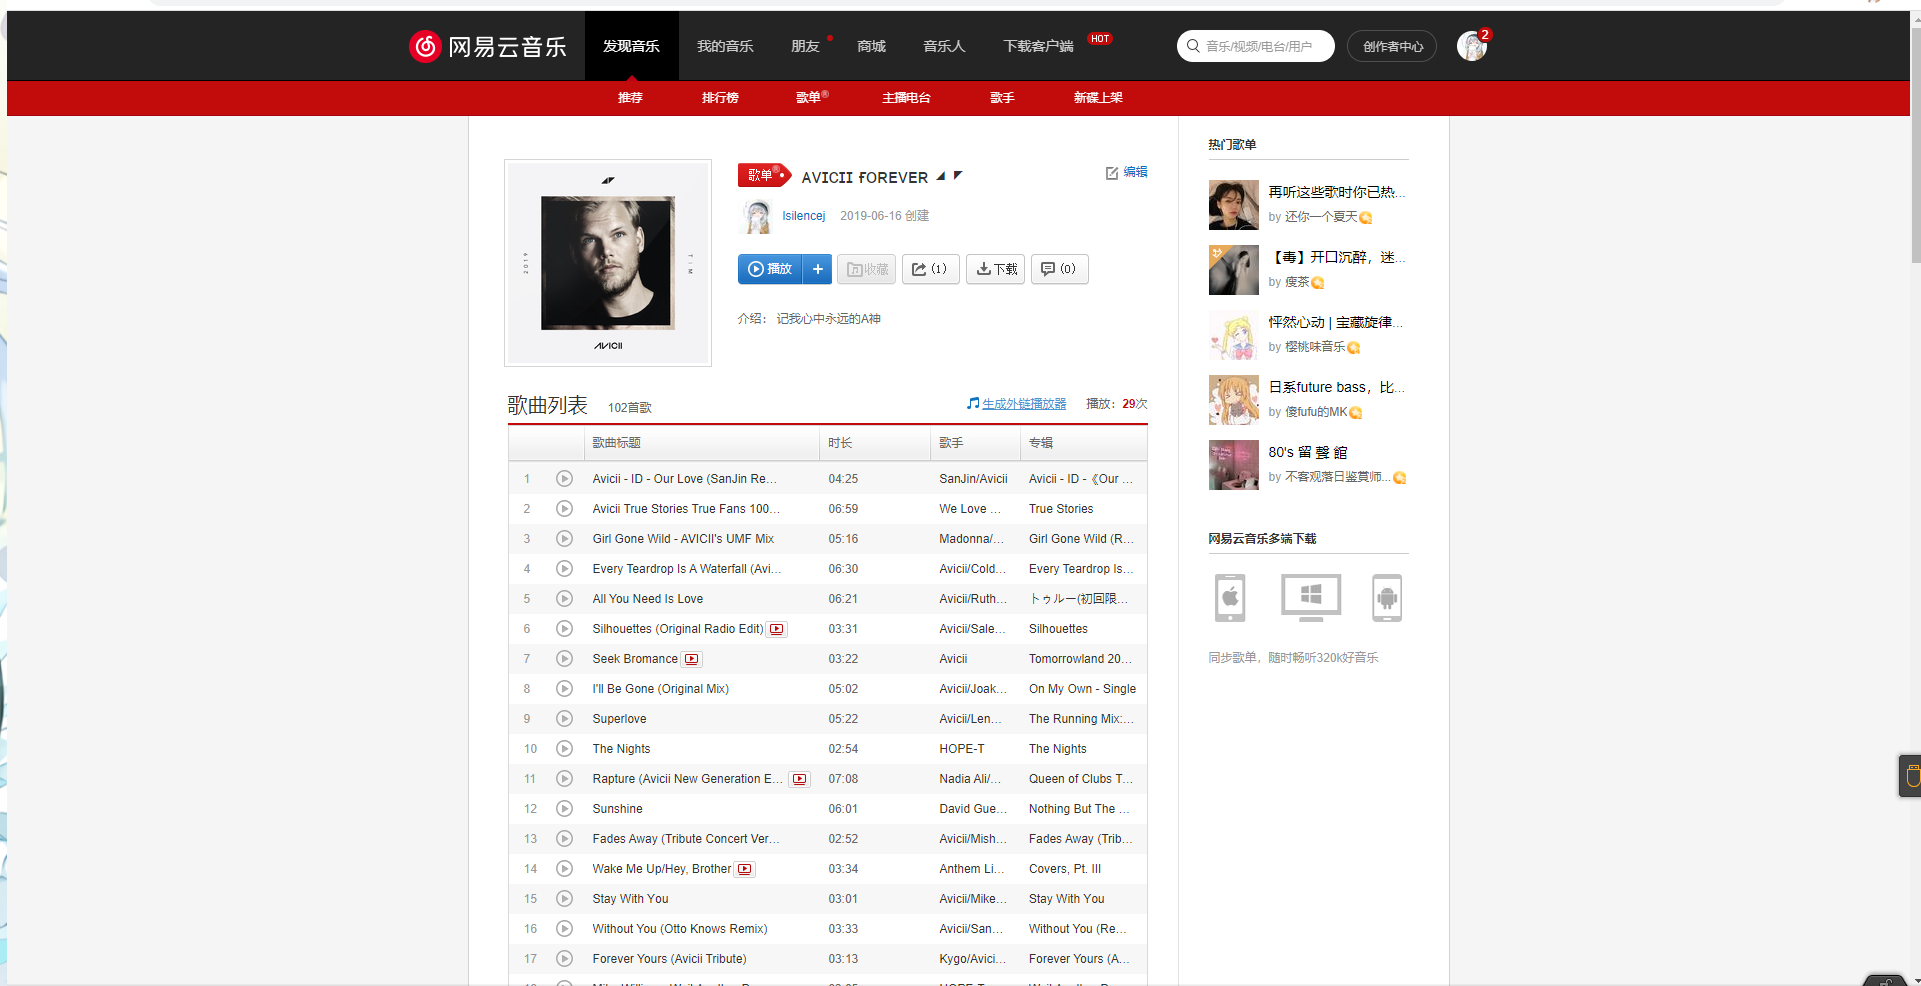 网易云音乐 发现音乐 我的音乐 朋友 商城 音乐人 下载客户端 HOT 音乐/视频/电台/用户 创作者中心 2
推荐 排行榜 歌单® 主播电台 歌手 新碟上架
歌单® AVICII fOREVER ◢ ◤ 编辑
lsilencej 2019-06-16 创建
播放 + 收藏 (1) 下载 (0)
介绍： 记我心中永远的A神
2019
TIM
AVICII
歌曲列表 102首歌 生成外链播放器 播放：29次
歌曲标题 时长 歌手 专辑
1 Avicii - ID - Our Love (SanJin Re... 04:25 SanJin/Avicii Avicii - ID -《Our ...
2 Avicii True Stories True Fans 100... 06:59 We Love ... True Stories
3 Girl Gone Wild - AVICII's UMF Mix 05:16 Madonna/... Girl Gone Wild (R...
4 Every Teardrop Is A Waterfall (Avi... 06:30 Avicii/Cold... Every Teardrop Is...
5 All You Need Is Love 06:21 Avicii/Ruth... トゥルー(初回限...
6 Silhouettes (Original Radio Edit) 03:31 Avicii/Sale... Silhouettes
7 Seek Bromance 03:22 Avicii Tomorrowland 20...
8 I'll Be Gone (Original Mix) 05:02 Avicii/Joak... On My Own - Single
9 Superlove 05:22 Avicii/Len... The Running Mix:...
10 The Nights 02:54 HOPE-T The Nights
11 Rapture (Avicii New Generation E... 07:08 Nadia Ali/... Queen of Clubs T...
12 Sunshine 06:01 David Gue... Nothing But The ...
13 Fades Away (Tribute Concert Ver... 02:52 Avicii/Mish... Fades Away (Trib...
14 Wake Me Up/Hey, Brother 03:34 Anthem Li... Covers, Pt. III
15 Stay With You 03:01 Avicii/Mike... Stay With You
16 Without You (Otto Knows Remix) 03:33 Avicii/San... Without You (Re...
17 Forever Yours (Avicii Tribute) 03:13 Kygo/Avici... Forever Yours (A...
热门歌单
再听这些歌时你已热...
by 还你一个夏天
【毒】开口沉醉，迷...
by 瘦茶
怦然心动 | 宝藏旋律...
by 樱桃味音乐
日系future bass，比...
by 傻fufu的MK
80's 留 聲 館
by 不客观落日鉴赏师...
网易云音乐多端下载
同步歌单，随时畅听320k好音乐